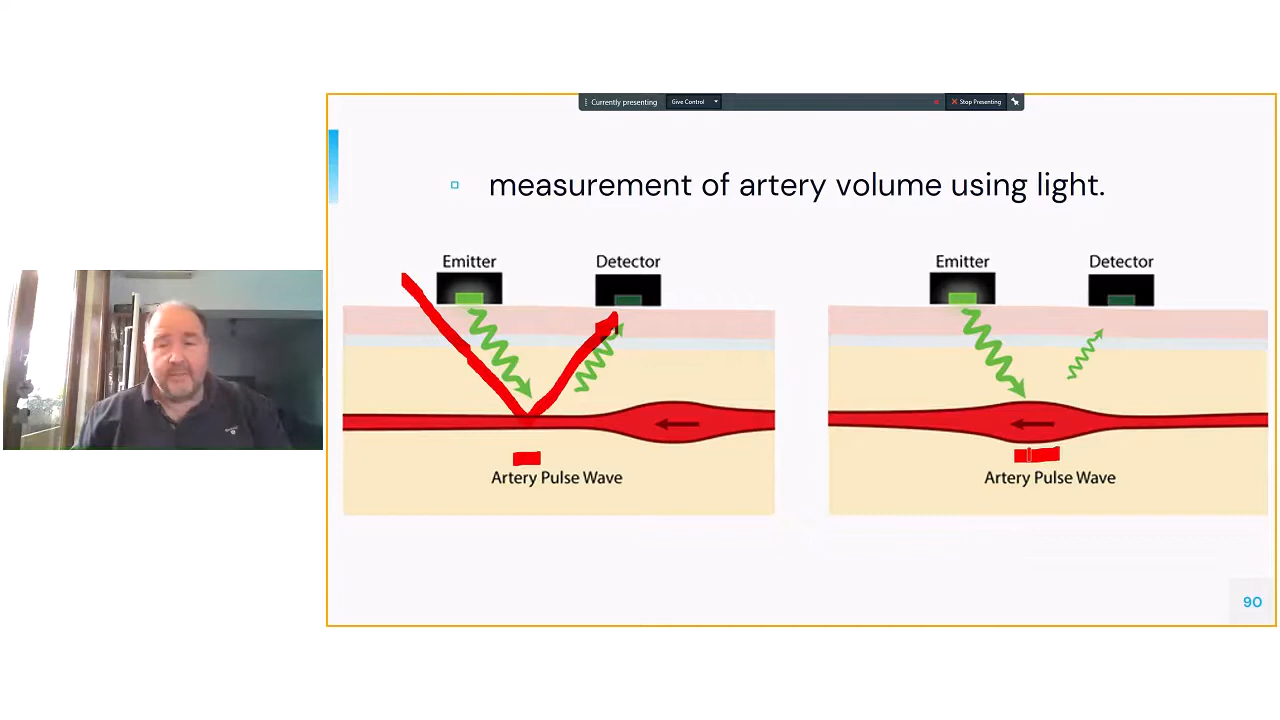 Currently presenting Give Control Stop Presenting
measurement of artery volume using light.
Emitter Detector Emitter Detector
Artery Pulse Wave Artery Pulse Wave
90